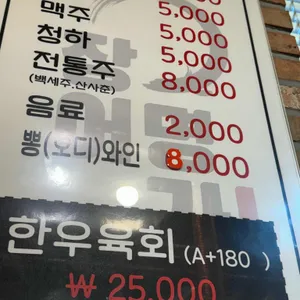 맥주 5,000
청하 5,000
전통주 5,000
(백세주.산사춘) 8,000
음료 2,000
뽕(오디)와인 8,000
한우육회 (A+180 )
₩ 25,000